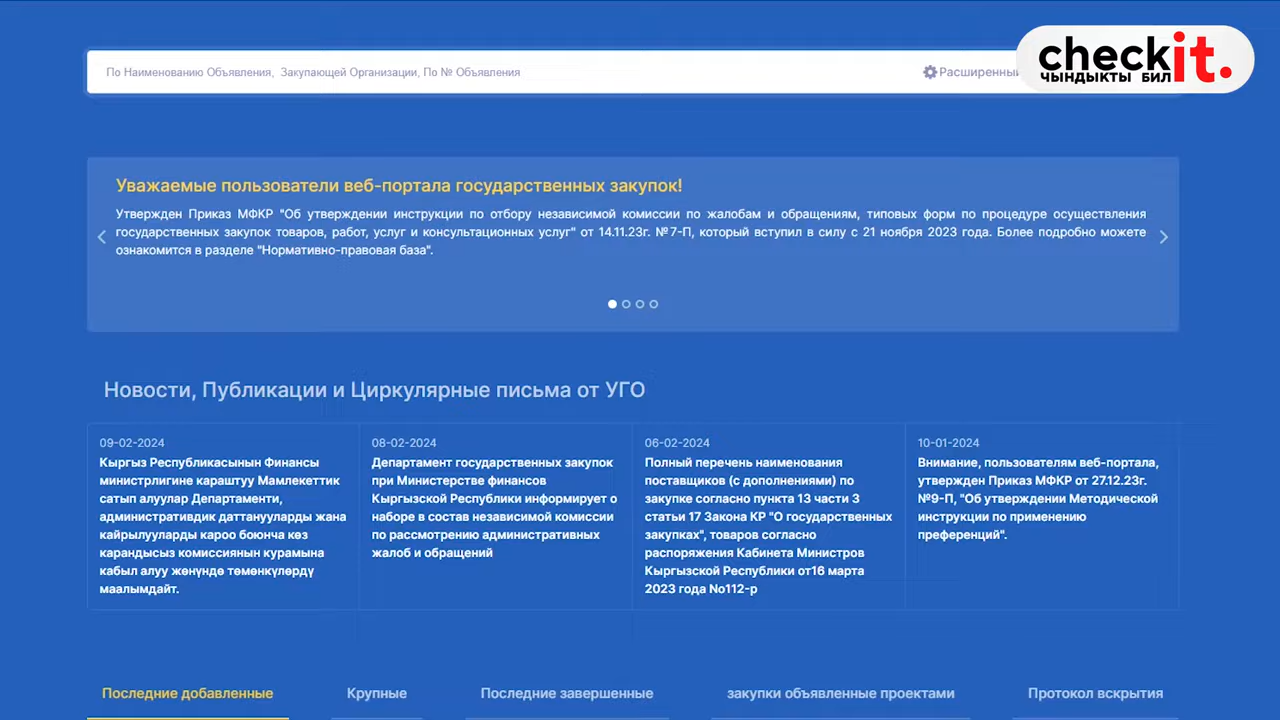 По Наименованию Объявления, Закупающей Организации, По № Объявления
Расширенный
checkit.
ЧЫНДЫКТЫ БИЛ
Уважаемые пользователи веб-портала государственных закупок!
Утвержден Приказ МФКР "Об утверждении инструкции по отбору независимой комиссии по жалобам и обращениям, типовых форм по процедуре осуществления
государственных закупок товаров, работ, услуг и консультационных услуг" от 14.11.23г. №7-П, который вступил в силу с 21 ноября 2023 года. Более подробно можете
ознакомится в разделе "Нормативно-правовая база".
Новости, Публикации и Циркулярные письма от УГО
09-02-2024
Кыргыз Республикасынын Финансы
министрлигине караштуу Мамлекеттик
сатып алуулар Департаменти,
административдик даттанууларды жана
кайрылууларды кароо боюнча көз
карандысыз комиссиянын курамына
кабыл алуу жөнүндө төмөнкүлөрдү
маалымдайт.
08-02-2024
Департамент государственных закупок
при Министерстве финансов
Кыргызской Республики информирует о
наборе в состав независимой комиссии
по рассмотрению административных
жалоб и обращений
06-02-2024
Полный перечень наименования
поставщиков (с дополнениями) по
закупке согласно пункта 13 части 3
статьи 17 Закона КР "О государственных
закупках", товаров согласно
распоряжения Кабинета Министров
Кыргызской Республики от16 марта
2023 года No112-р
10-01-2024
Внимание, пользователям веб-портала,
утвержден Приказ МФКР от 27.12.23г.
№9-П, "Об утверждении Методической
инструкции по применению
преференций".
Последние добавленные
Крупные
Последние завершенные
закупки объявленные проектами
Протокол вскрытия